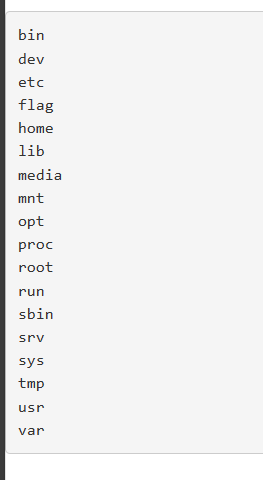 bin
dev
etc
flag
home
lib
media
mnt
opt
proc
root
run
sbin
srv
sys
tmp
usr
var